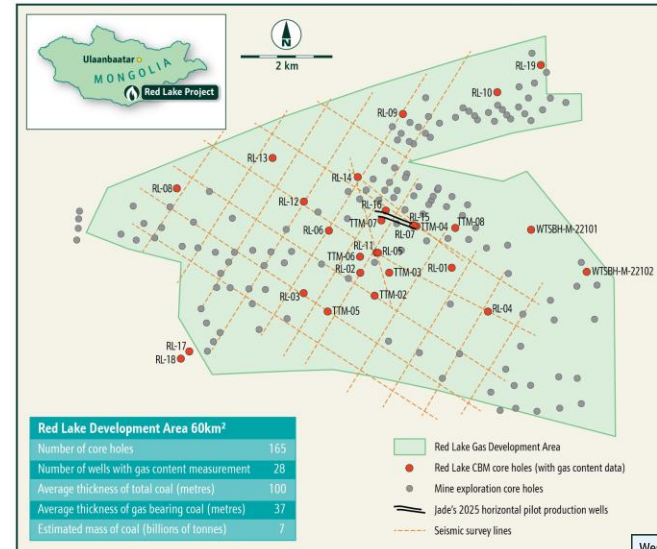 Ulaanbaatar
MONGOLIA
Red Lake Project
N
2 km
RL-19
RL-10
RL-09
RL-13
RL-14
RL-08
RL-12
RL-16
RL-15
TTM-07
TTM-04
TTM-08
RL-06
RL-07
WTSBH-M-22101
RL-11
RL-05
TTM-06
RL-02
TTM-03
RL-01
WTSBH-M-22102
RL-03
TTM-02
TTM-05
RL-04
RL-17
RL-18
Red Lake Development Area 60km²
Number of core holes 165
Number of wells with gas content measurement 28
Average thickness of total coal (metres) 100
Average thickness of gas bearing coal (metres) 37
Estimated mass of coal (billions of tonnes) 7
Red Lake Gas Development Area
Red Lake CBM core holes (with gas content data)
Mine exploration core holes
Jade's 2025 horizontal pilot production wells
Seismic survey lines